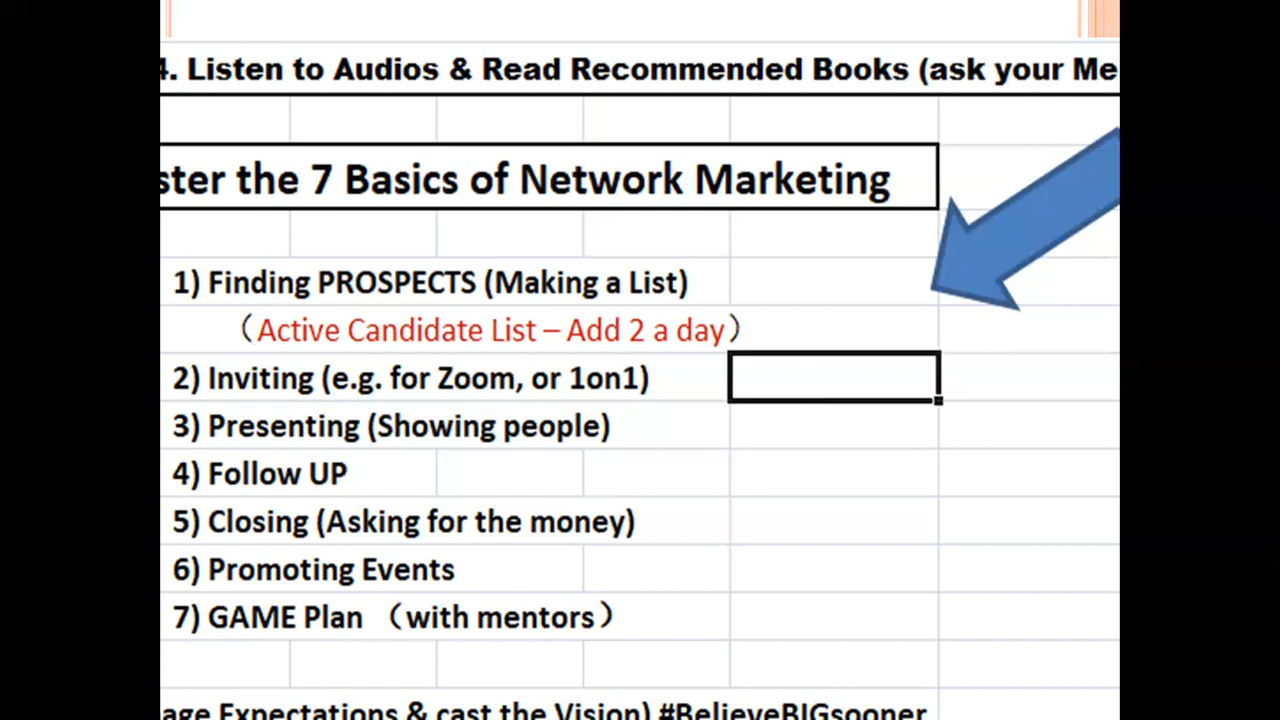 4. Listen to Audios & Read Recommended Books (ask your Me
ster the 7 Basics of Network Marketing
1) Finding PROSPECTS (Making a List)
（Active Candidate List – Add 2 a day）
2) Inviting (e.g. for Zoom, or 1on1)
3) Presenting (Showing people)
4) Follow UP
5) Closing (Asking for the money)
6) Promoting Events
7) GAME Plan （with mentors）
age Expectations & cast the Vision) #BelieveBIGsooner